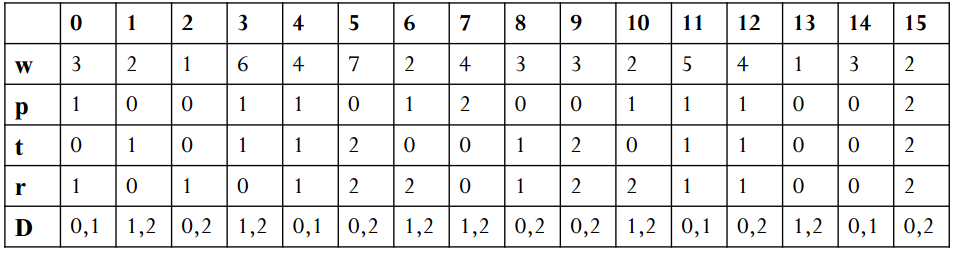 0 1 2 3 4 5 6 7 8 9 10 11 12 13 14 15
w 3 2 1 6 4 7 2 4 3 3 2 5 4 1 3 2
p 1 0 0 1 1 0 1 2 0 0 1 1 1 0 0 2
t 0 1 0 1 1 2 0 0 1 2 0 1 1 0 0 2
r 1 0 1 0 1 2 2 0 1 2 2 1 1 0 0 2
D 0,1 1,2 0,2 1,2 0,1 0,2 1,2 1,2 0,2 0,2 1,2 0,1 0,2 1,2 0,1 0,2